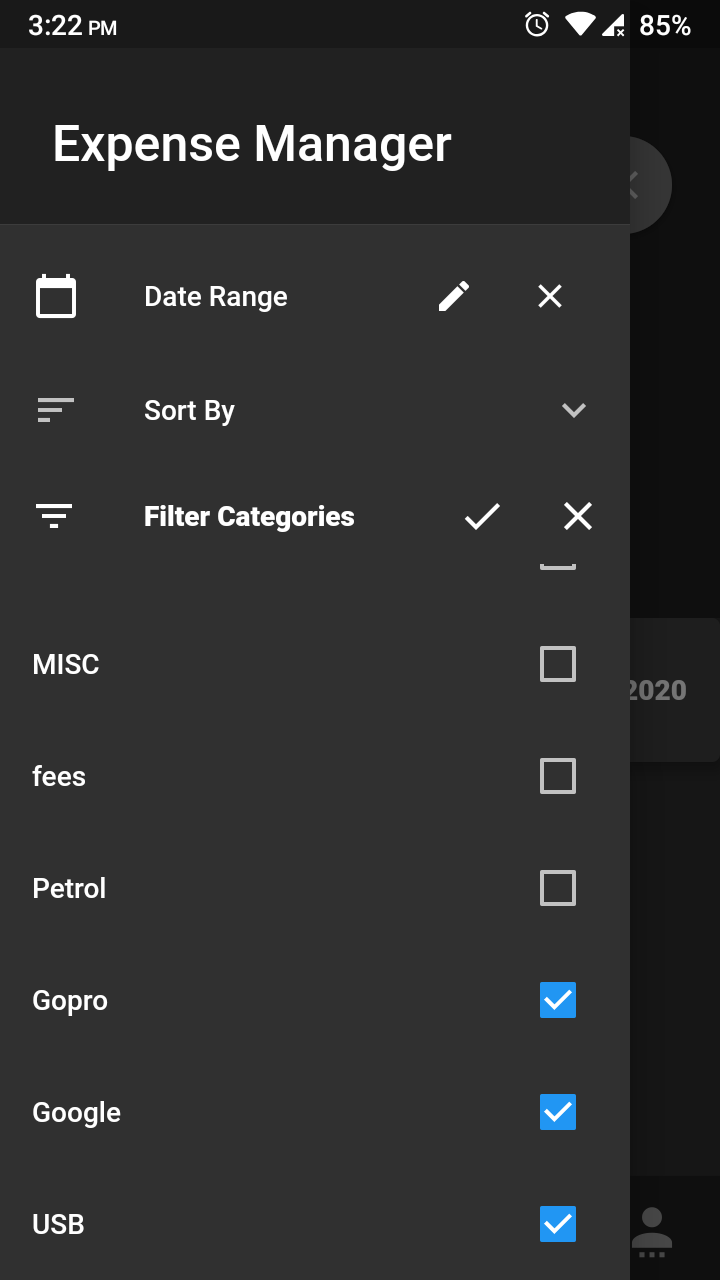 3:22 PM 85%
Expense Manager
Date Range
Sort By
Filter Categories
MISC
2020
fees
Petrol
Gopro
Google
USB